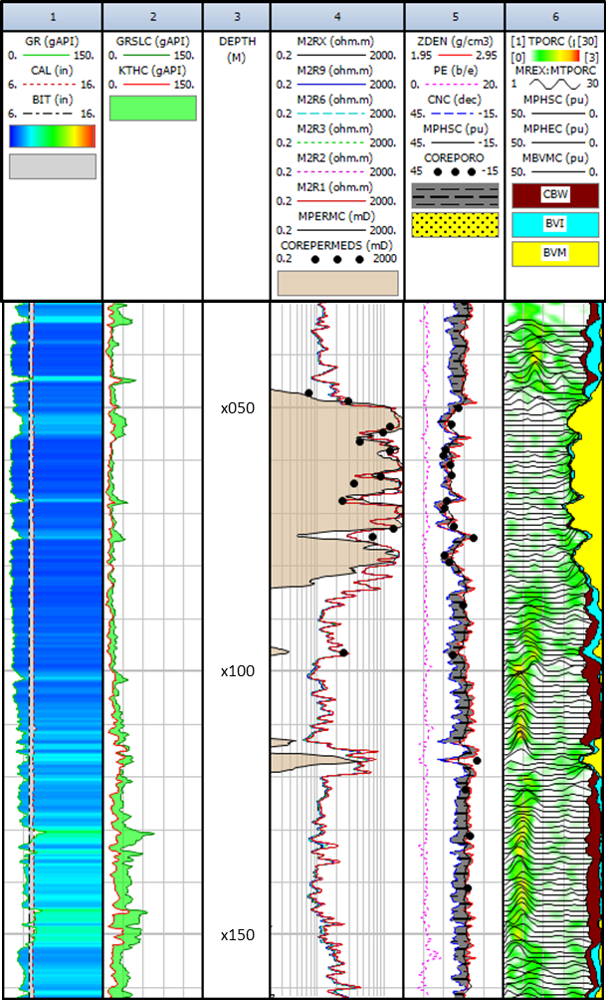 1 2 3 4 5 6
GR (gAPI)
0. 150.
CAL (in)
6. 16.
BIT (in)
6. 16.
GRSLC (gAPI)
0. 150.
KTHC (gAPI)
0. 150.
DEPTH
(M)
M2RX (ohm.m)
0.2 2000.
M2R9 (ohm.m)
0.2 2000.
M2R6 (ohm.m)
0.2 2000.
M2R3 (ohm.m)
0.2 2000.
M2R2 (ohm.m)
0.2 2000.
M2R1 (ohm.m)
0.2 2000.
MPERMC (mD)
0.2 2000.
COREPERMEDS (mD)
0.2 2000
ZDEN (g/cm3)
1.95 2.95
PE (b/e)
0. 20.
CNC (dec)
45. -15.
MPHSC (pu)
45. -15.
COREPORO
45 -15
[1] TPORC ( [30]
[0] [3]
MREX:MTPORC
1 30
MPHSC (pu)
50. 0.
MPHEC (pu)
50. 0.
MBVMC (pu)
50. 0.
CBW
BVI
BVM
x050
x100
x150